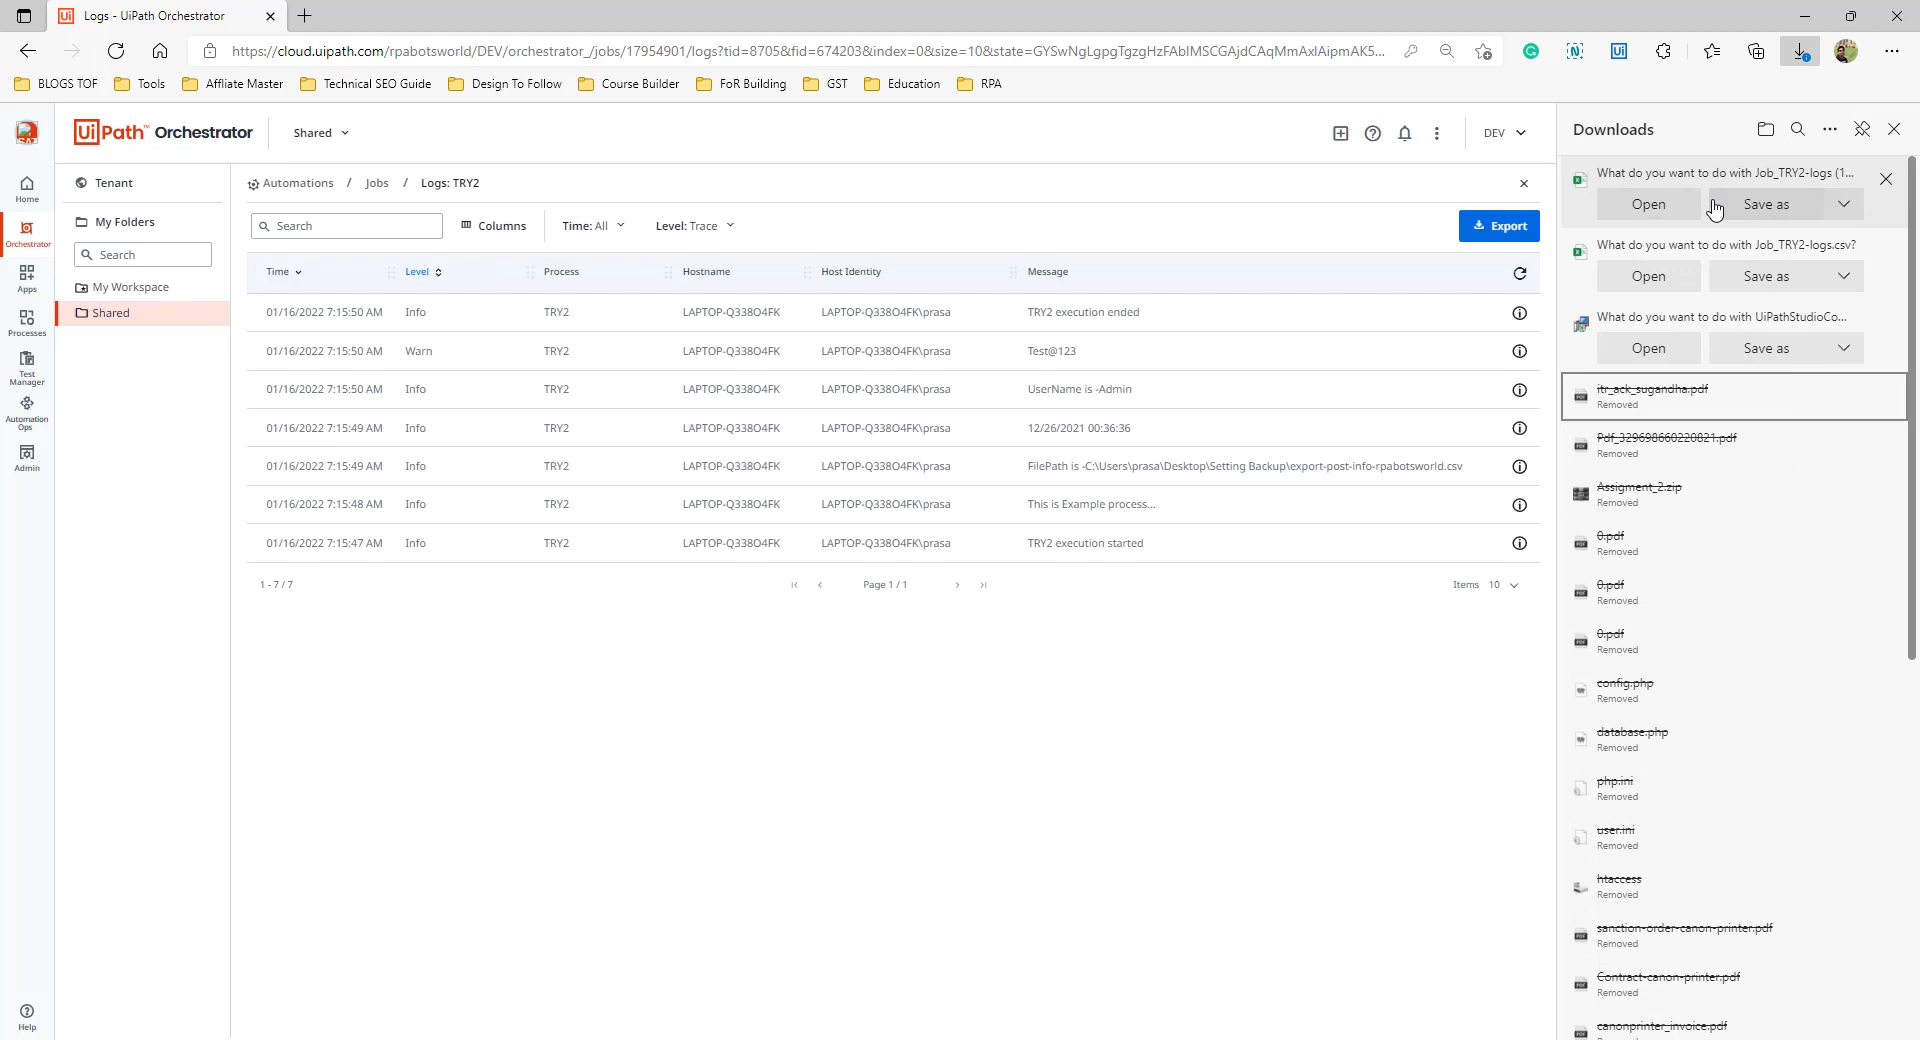 Logs - UiPath Orchestrator
https://cloud.uipath.com/rpabotsworld/DEV/orchestrator_/jobs/17954901/logs?tid=8705&fid=674203&index=0&size=10&state=GYSwNgLgpgTgzgHzFAbIMSCGAjdCAqMmAxIAipmAK5...
BLOGS TOF Tools Affliate Master Technical SEO Guide Design To Follow Course Builder FoR Building GST Education RPA
UiPath™ Orchestrator Shared DEV
Home
Orchestrator
Apps
Processes
Test
Manager
Automation
Ops
Admin
Help
Tenant
My Folders
Search
My Workspace
Shared
Automations / Jobs / Logs: TRY2
Search Columns Time: All Level: Trace Export
Time Level Process Hostname Host Identity Message
01/16/2022 7:15:50 AM Info TRY2 LAPTOP-Q338O4FK LAPTOP-Q338O4FK\prasa TRY2 execution ended
01/16/2022 7:15:50 AM Warn TRY2 LAPTOP-Q338O4FK LAPTOP-Q338O4FK\prasa Test@123
01/16/2022 7:15:50 AM Info TRY2 LAPTOP-Q338O4FK LAPTOP-Q338O4FK\prasa UserName is -Admin
01/16/2022 7:15:49 AM Info TRY2 LAPTOP-Q338O4FK LAPTOP-Q338O4FK\prasa 12/26/2021 00:36:36
01/16/2022 7:15:49 AM Info TRY2 LAPTOP-Q338O4FK LAPTOP-Q338O4FK\prasa FilePath is -C:\Users\prasa\Desktop\Setting Backup\export-post-info-rpabotsworld.csv
01/16/2022 7:15:48 AM Info TRY2 LAPTOP-Q338O4FK LAPTOP-Q338O4FK\prasa This is Example process...
01/16/2022 7:15:47 AM Info TRY2 LAPTOP-Q338O4FK LAPTOP-Q338O4FK\prasa TRY2 execution started
1 - 7 / 7 Page 1 / 1 Items 10
Downloads
What do you want to do with Job_TRY2-logs (1...
Open Save as
What do you want to do with Job_TRY2-logs.csv?
Open Save as
What do you want to do with UiPathStudioCo...
Open Save as
itr_ack_sugandha.pdf
Removed
Pdf_329698660220821.pdf
Removed
Assigment_2.zip
Removed
0.pdf
Removed
0.pdf
Removed
0.pdf
Removed
config.php
Removed
database.php
Removed
php.ini
Removed
user.ini
Removed
htaccess
Removed
sanction-order-canon-printer.pdf
Removed
Contract-canon-printer.pdf
Removed
canonprinter_invoice.pdf